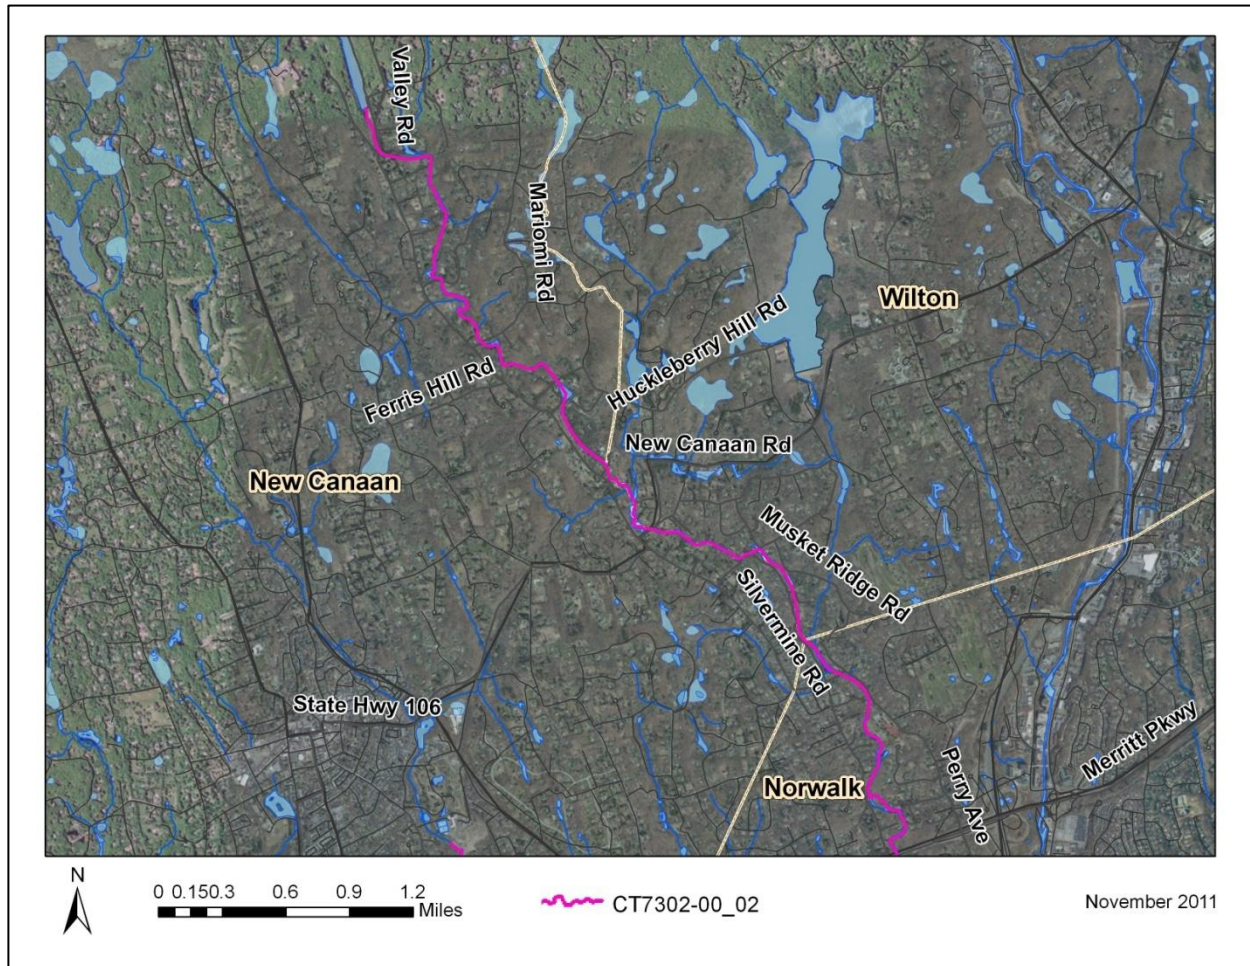 Valley Rd
Mariomi Rd
Wilton
Huckleberry Hill Rd
Ferris Hill Rd
New Canaan Rd
New Canaan
Musket Ridge Rd
Silvermine Rd
State Hwy 106
Merritt Pkwy
Perry Ave
Norwalk
N
0 0.15 0.3 0.6 0.9 1.2
Miles
CT7302-00_02
November 2011